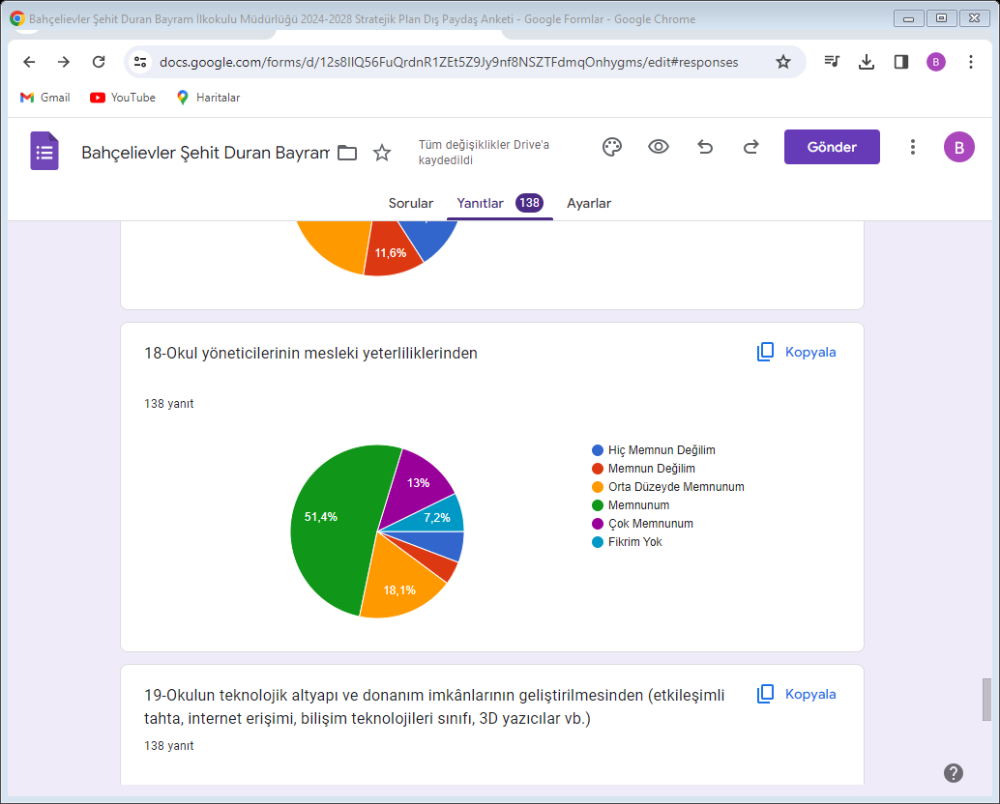 Bahçelievler Şehit Duran Bayram İlkokulu Müdürlüğü 2024-2028 Stratejik Plan Dış Paydaş Anketi - Google Formlar - Google Chrome
docs.google.com/forms/d/12s8IlQ56FuQrdnR1ZEt5Z9Jy9nf8NSZTFdmqOnhygms/edit#responses
B
Gmail
YouTube
Haritalar
Bahçelievler Şehit Duran Bayram
Tüm değişiklikler Drive'a
kaydedildi
Gönder
B
Sorular
Yanıtlar
138
Ayarlar
11,6%
18-Okul yöneticilerinin mesleki yeterliliklerinden
Kopyala
138 yanıt
51,4%
13%
7,2%
18,1%
Hiç Memnun Değilim
Memnun Değilim
Orta Düzeyde Memnunum
Memnunum
Çok Memnunum
Fikrim Yok
19-Okulun teknolojik altyapı ve donanım imkânlarının geliştirilmesinden (etkileşimli
tahta, internet erişimi, bilişim teknolojileri sınıfı, 3D yazıcılar vb.)
Kopyala
138 yanıt